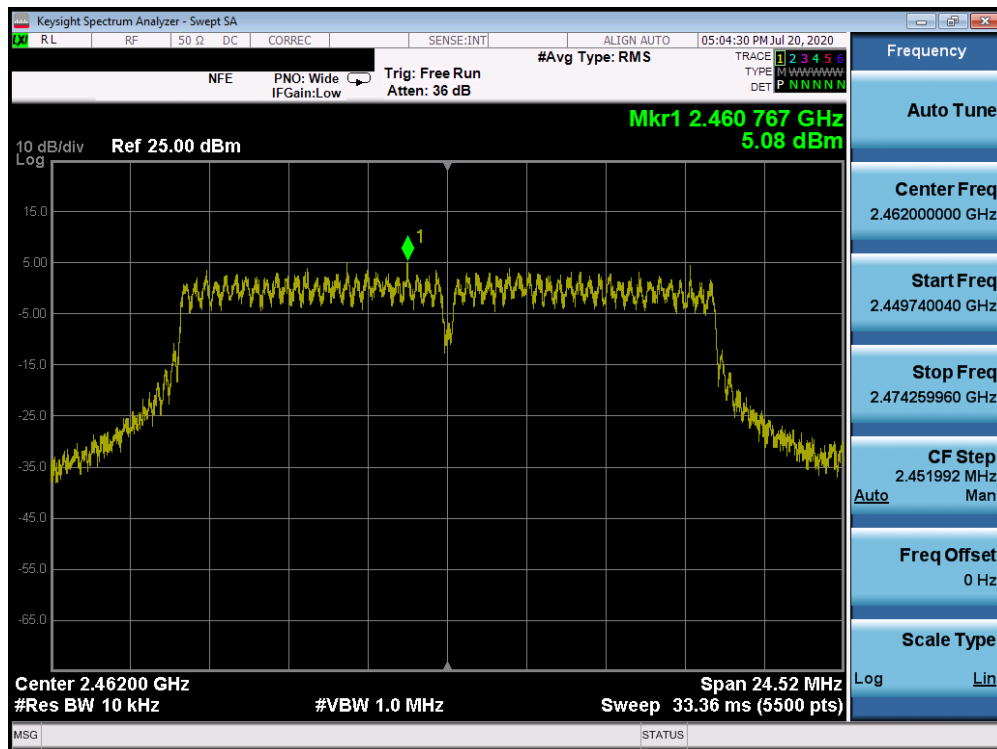 Keysight Spectrum Analyzer - Swept SA
LXI RL RF 50 Ω DC CORREC SENSE:INT ALIGN AUTO 05:04:30 PM Jul 20, 2020
#Avg Type: RMS
TRACE 1 2 3 4 5 6
TYPE M W W W W W
DET P N N N N N
NFE
PNO: Wide
IFGain:Low
Trig: Free Run
Atten: 36 dB
Mkr1 2.460 767 GHz
5.08 dBm
10 dB/div
Log
Ref 25.00 dBm
1
15.0
5.00
-5.00
-15.0
-25.0
-35.0
-45.0
-55.0
-65.0
Center 2.46200 GHz
#Res BW 10 kHz
#VBW 1.0 MHz
Span 24.52 MHz
Sweep 33.36 ms (5500 pts)
MSG
STATUS
Frequency
Auto Tune
Center Freq
2.462000000 GHz
Start Freq
2.449740040 GHz
Stop Freq
2.474259960 GHz
CF Step
2.451992 MHz
Auto Man
Freq Offset
0 Hz
Scale Type
Log Lin